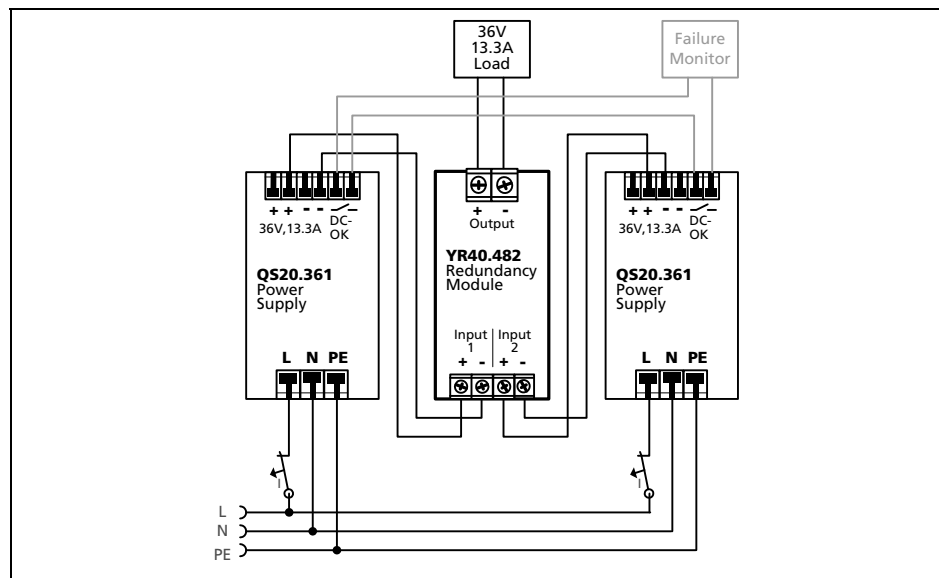 36V
13.3A
Load
Failure
Monitor
+ + - -
36V,13.3A
DC-
OK
QS20.361
Power
Supply
L N PE
+ -
Output
YR40.482
Redundancy
Module
Input
1
Input
2
+ - + -
+ + - -
36V,13.3A
DC-
OK
QS20.361
Power
Supply
L N PE
I
I
L
N
PE